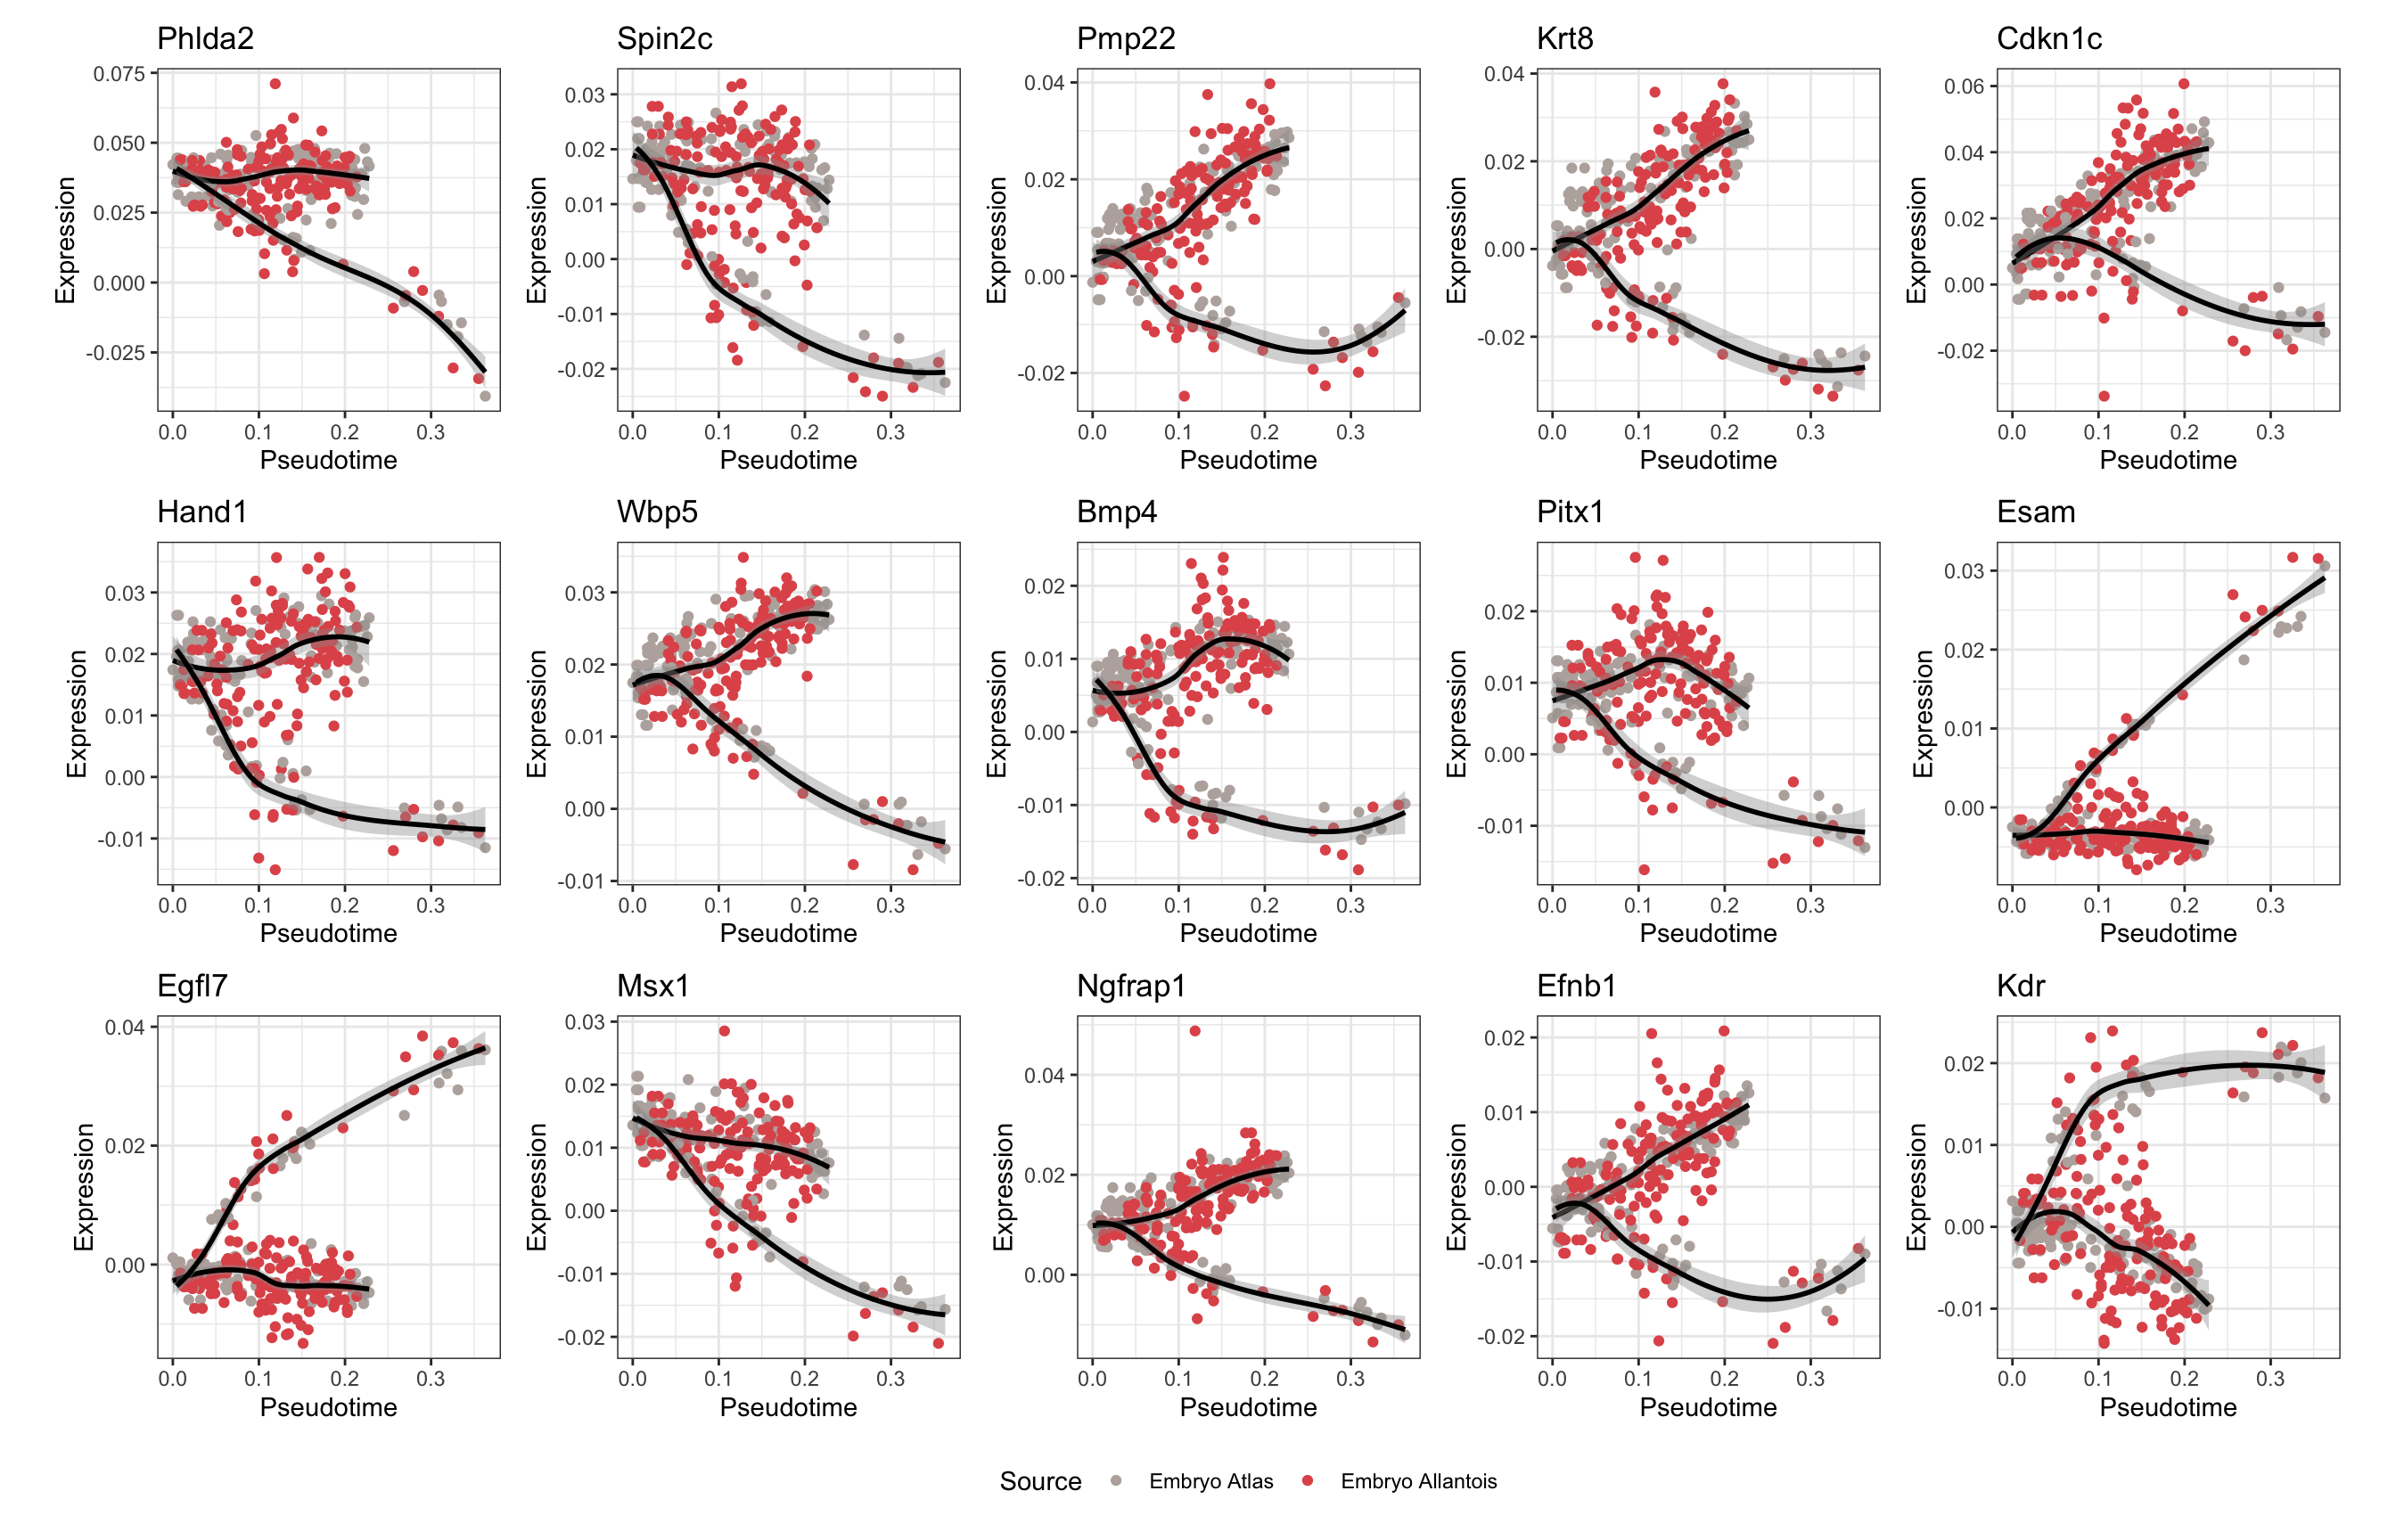 Phlda2 Spin2c Pmp22 Krt8 Cdkn1c
0.075
0.050
0.025
0.000
-0.025
Expression
0.0 0.1 0.2 0.3
Pseudotime
0.03
0.02
0.01
0.00
-0.01
-0.02
Expression
0.0 0.1 0.2 0.3
Pseudotime
0.04
0.02
0.00
-0.02
Expression
0.0 0.1 0.2 0.3
Pseudotime
0.04
0.02
0.00
-0.02
Expression
0.0 0.1 0.2 0.3
Pseudotime
0.06
0.04
0.02
0.00
-0.02
Expression
0.0 0.1 0.2 0.3
Pseudotime
Hand1 Wbp5 Bmp4 Pitx1 Esam
0.03
0.02
0.01
0.00
-0.01
Expression
0.0 0.1 0.2 0.3
Pseudotime
0.03
0.02
0.01
0.00
-0.01
Expression
0.0 0.1 0.2 0.3
Pseudotime
0.02
0.01
0.00
-0.01
-0.02
Expression
0.0 0.1 0.2 0.3
Pseudotime
0.02
0.01
0.00
-0.01
Expression
0.0 0.1 0.2 0.3
Pseudotime
0.03
0.02
0.01
0.00
Expression
0.0 0.1 0.2 0.3
Pseudotime
Egfl7 Msx1 Ngfrap1 Efnb1 Kdr
0.04
0.02
0.00
Expression
0.0 0.1 0.2 0.3
Pseudotime
0.03
0.02
0.01
0.00
-0.01
-0.02
Expression
0.0 0.1 0.2 0.3
Pseudotime
0.04
0.02
0.00
Expression
0.0 0.1 0.2 0.3
Pseudotime
0.02
0.01
0.00
-0.01
-0.02
Expression
0.0 0.1 0.2 0.3
Pseudotime
0.02
0.01
0.00
-0.01
Expression
0.0 0.1 0.2 0.3
Pseudotime
Source Embryo Atlas Embryo Allantois